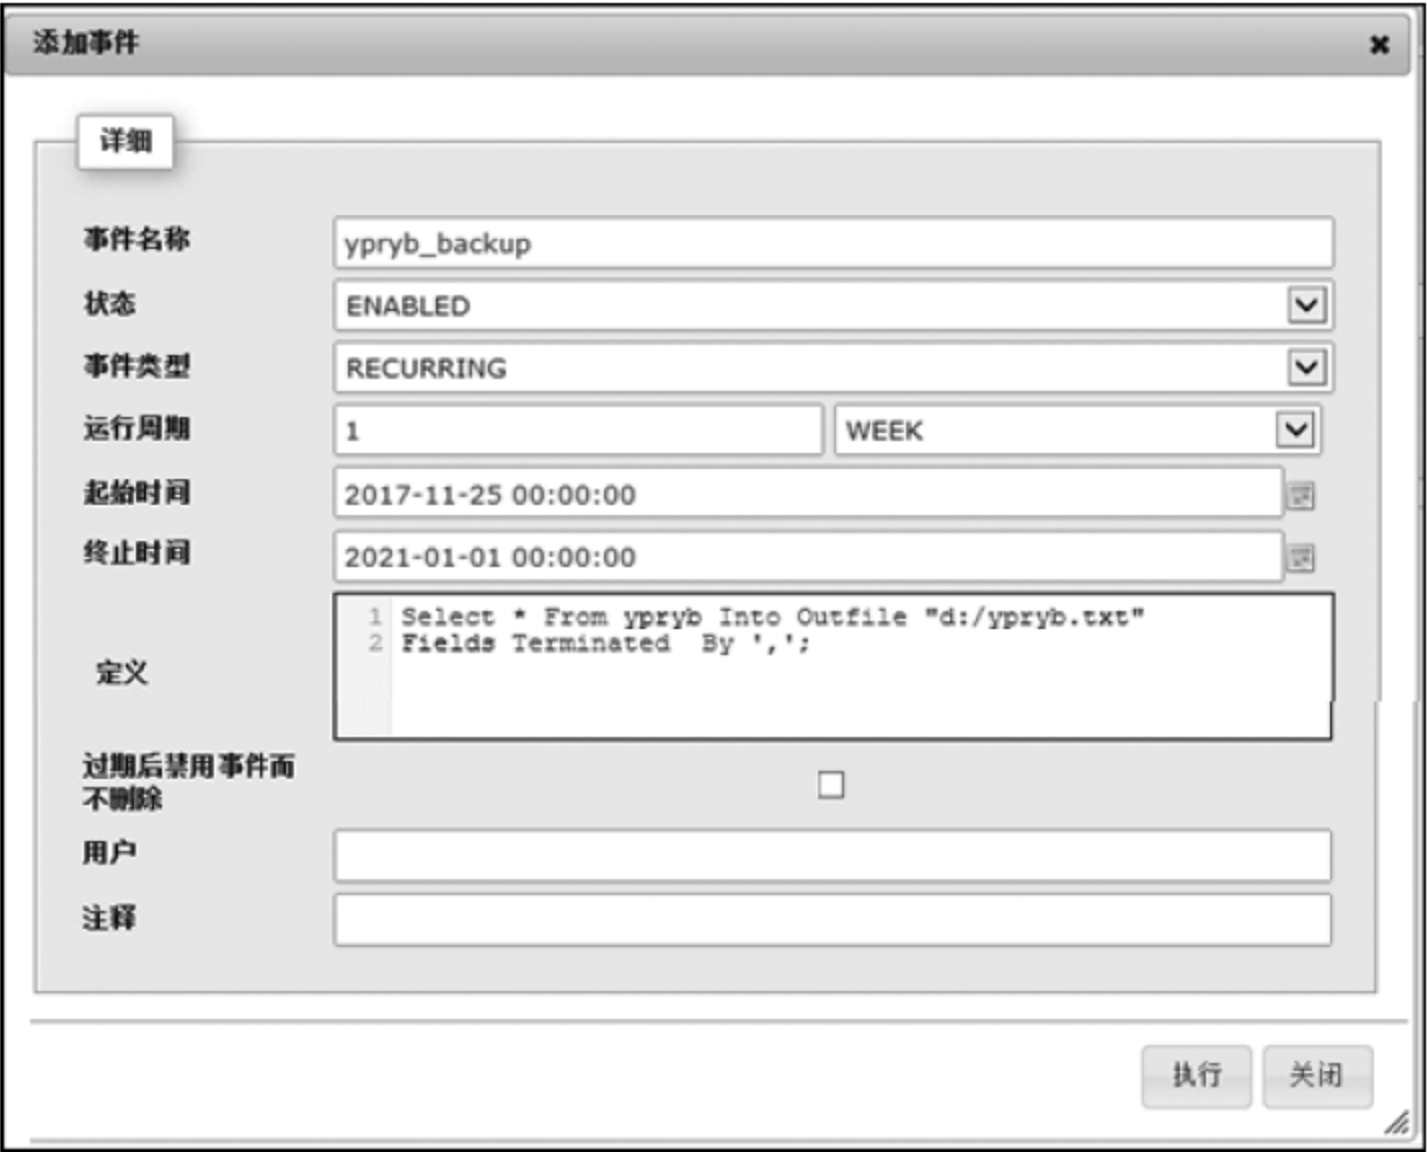 添加事件
详细
事件名称 ypryb_backup
状态 ENABLED
事件类型 RECURRING
运行周期 1 WEEK
起始时间 2017-11-25 00:00:00
终止时间 2021-01-01 00:00:00
定义
1 Select * From ypryb Into Outfile "d:/ypryb.txt"
2 Fields Terminated  By ',';
过期后禁用事件而
不删除
用户
注释
执行 关闭